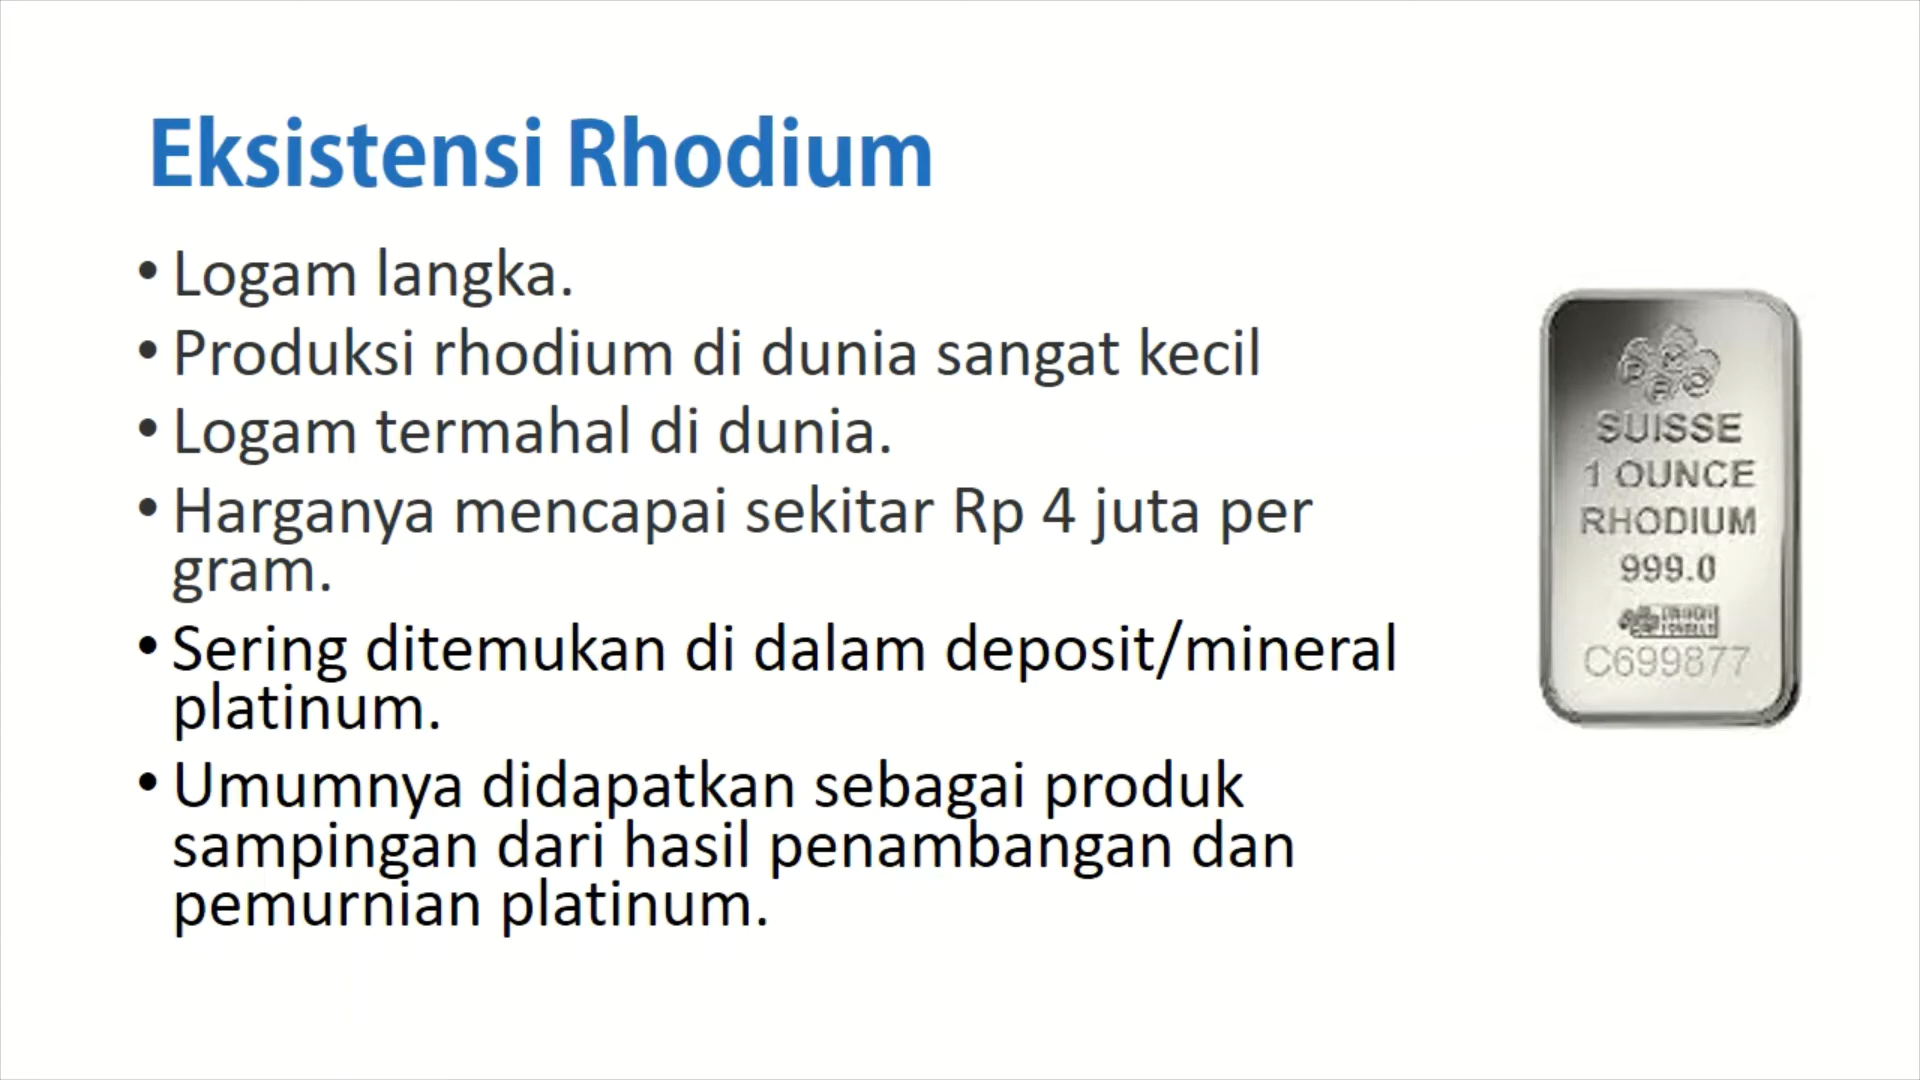 Eksistensi Rhodium
• Logam langka.
• Produksi rhodium di dunia sangat kecil
• Logam termahal di dunia.
• Harganya mencapai sekitar Rp 4 juta per
gram.
• Sering ditemukan di dalam deposit/mineral
platinum.
• Umumnya didapatkan sebagai produk
sampingan dari hasil penambangan dan
pemurnian platinum.
SUISSE
1 OUNCE
RHODIUM
999.0
C699877